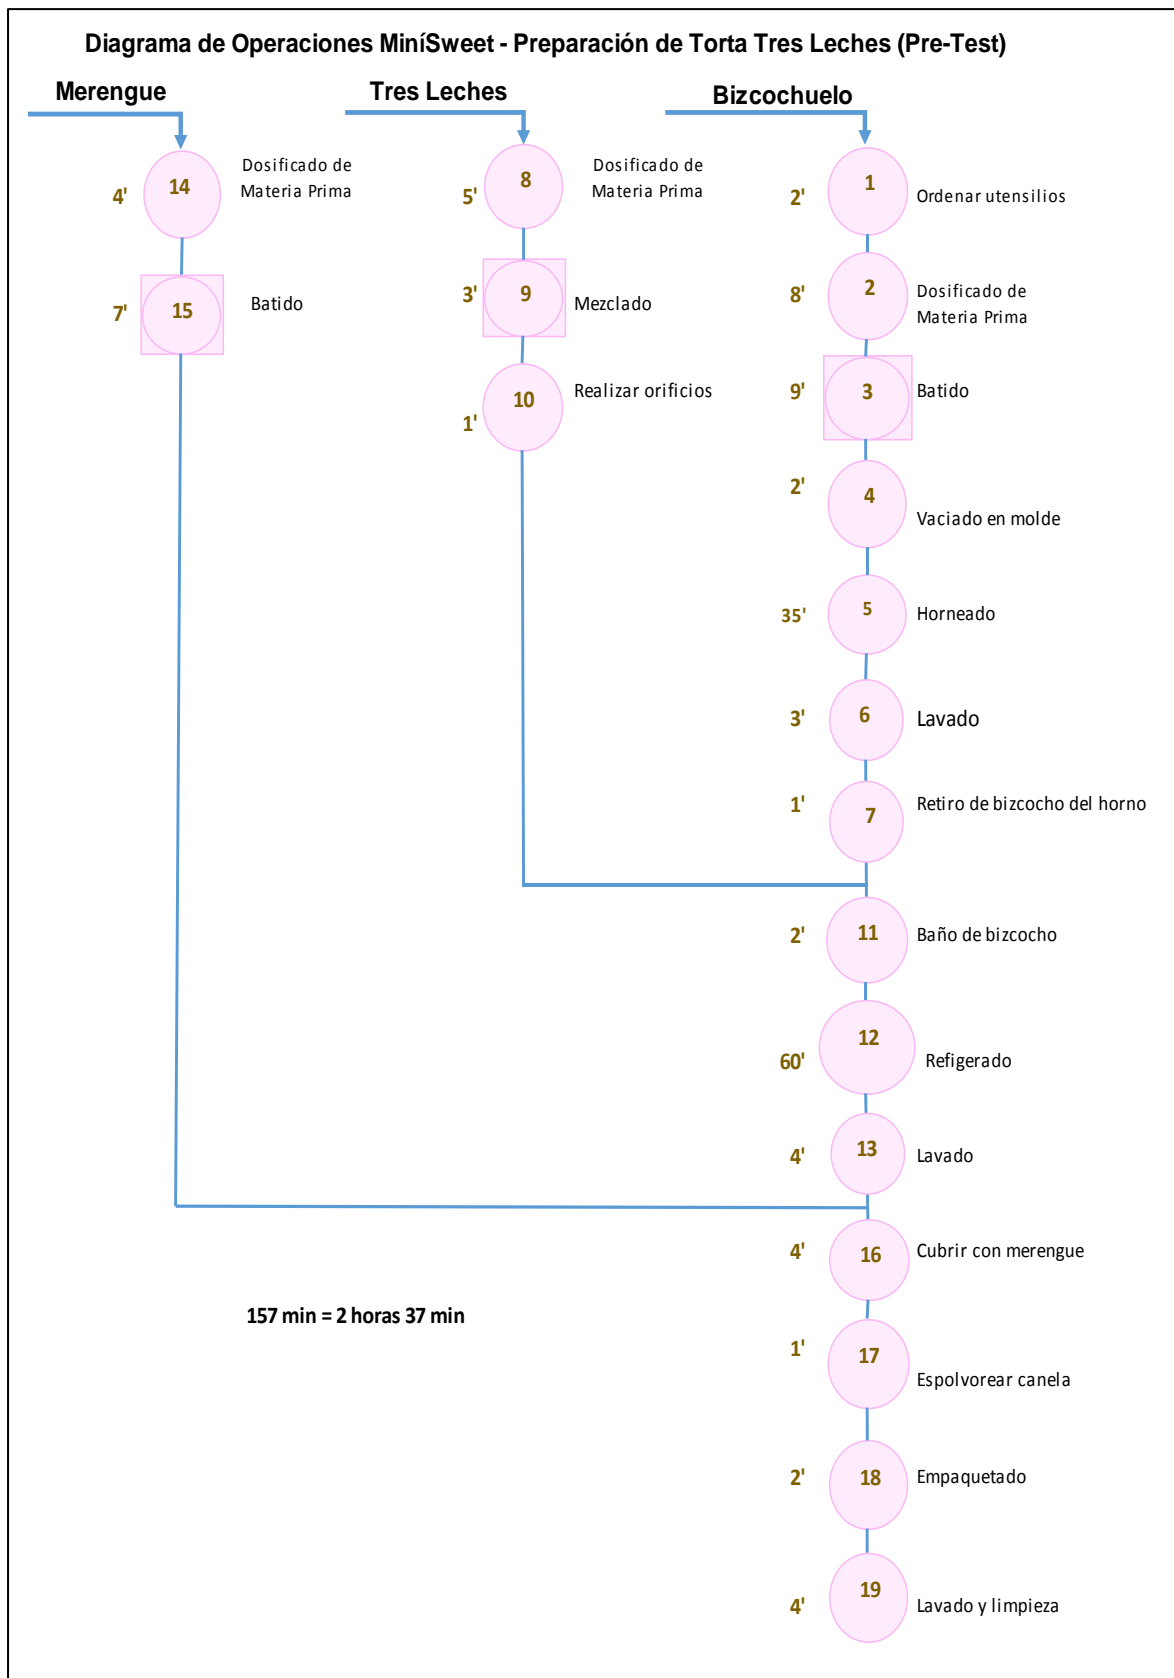 Diagrama de Operaciones MiniSweet - Preparación de Torta Tres Leches (Pre-Test)
Merengue
4'
14
Dosificado de
Materia Prima
7'
15
Batido
Tres Leches
5'
8
Dosificado de
Materia Prima
3'
9
Mezclado
1'
10
Realizar orificios
Bizcochuelo
2'
1
Ordenar utensilios
8'
2
Dosificado de
Materia Prima
9'
3
Batido
2'
4
Vaciado en molde
35'
5
Horneado
3'
6
Lavado
1'
7
Retiro de bizcocho del horno
2'
11
Baño de bizcocho
60'
12
Refigerado
4'
13
Lavado
4'
16
Cubrir con merengue
1'
17
Espolvorear canela
2'
18
Empaquetado
4'
19
Lavado y limpieza
157 min = 2 horas 37 min